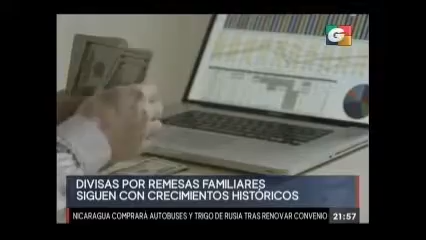 G
DIVISAS POR REMESAS FAMILIARES
SIGUEN CON CRECIMIENTOS HISTÓRICOS
NICARAGUA COMPRARÁ AUTOBUSES Y TRIGO DE RUSIA TRAS RENOVAR CONVENIO 21:57